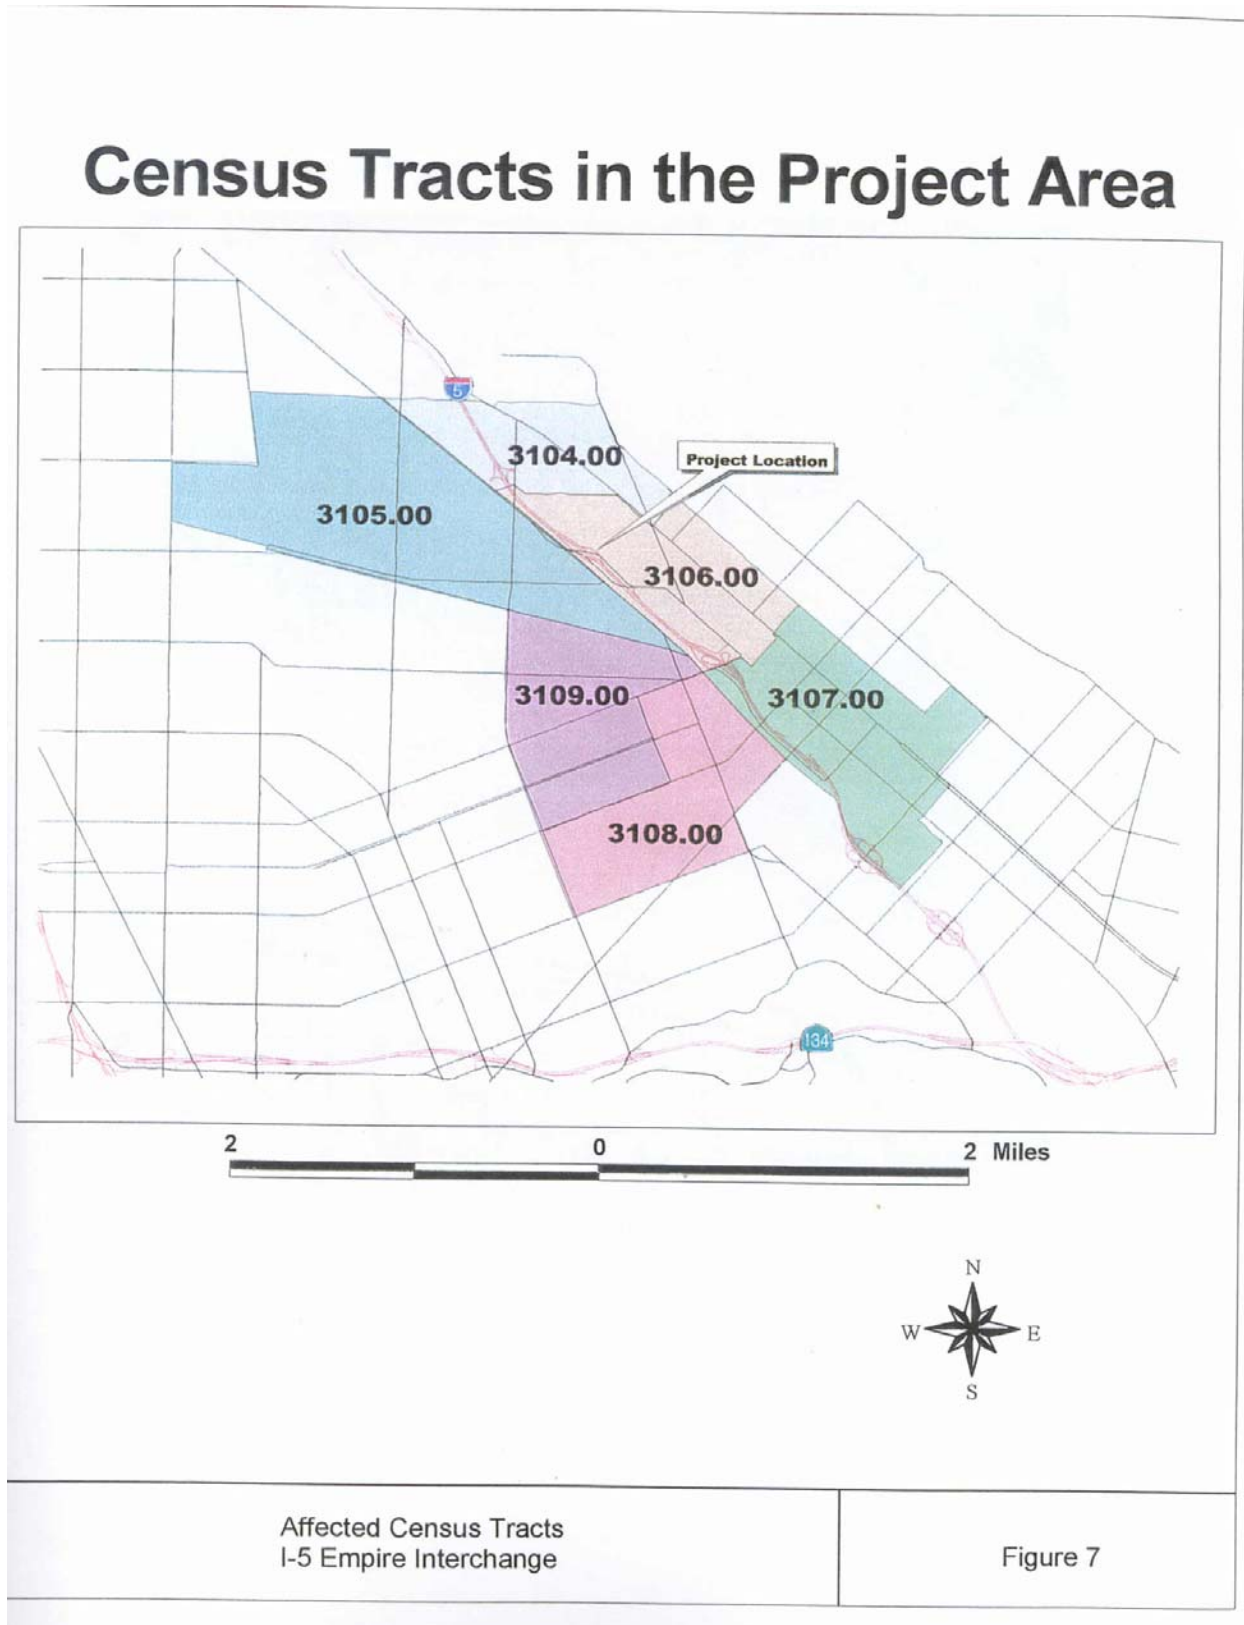 Census Tracts in the Project Area
5
3104.00
Project Location
3105.00
3106.00
3109.00
3107.00
3108.00
134
2 0 2 Miles
N
W E
S
Affected Census Tracts
I-5 Empire Interchange
Figure 7